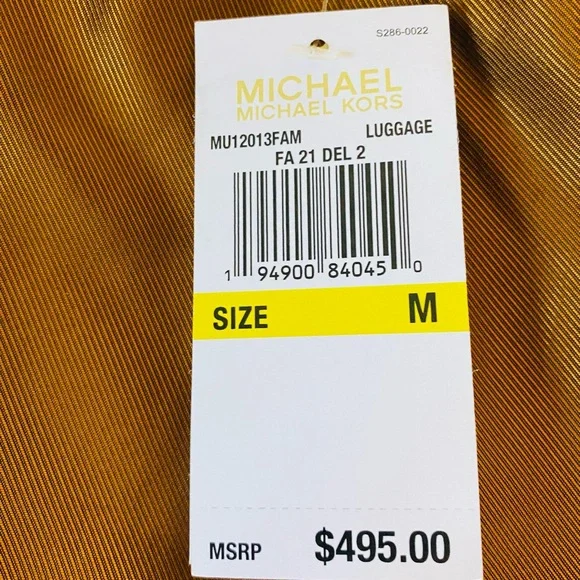 S286-0022
MICHAEL
MICHAEL KORS
MU12013FAM LUGGAGE
FA 21 DEL 2
1 94900 84045 0
SIZE M
MSRP $495.00